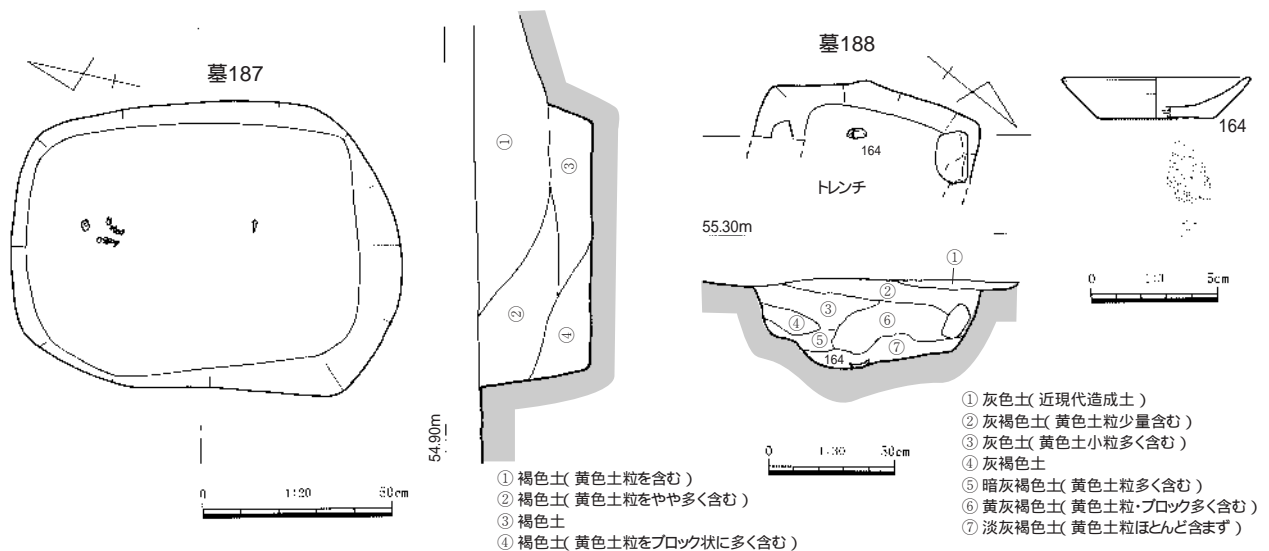 墓187
①
③
②
④
54.90m
0 1:20 50cm
① 褐色土( 黄色土粒を含む )
② 褐色土( 黄色土粒をやや多く含む )
③ 褐色土
④ 褐色土( 黄色土粒をブロック状に多く含む )
墓188
164
トレンチ
55.30m
①
②
③
④
⑥
⑤
⑦
164
0 1:30 50cm
164
0 1:3 5cm
① 灰色土( 近現代造成土 )
② 灰褐色土( 黄色土粒少量含む )
③ 灰色土( 黄色土小粒多く含む )
④ 灰褐色土
⑤ 暗灰褐色土( 黄色土粒多く含む )
⑥ 黄灰褐色土( 黄色土粒・ブロック多く含む )
⑦ 淡灰褐色土( 黄色土粒ほとんど含まず )